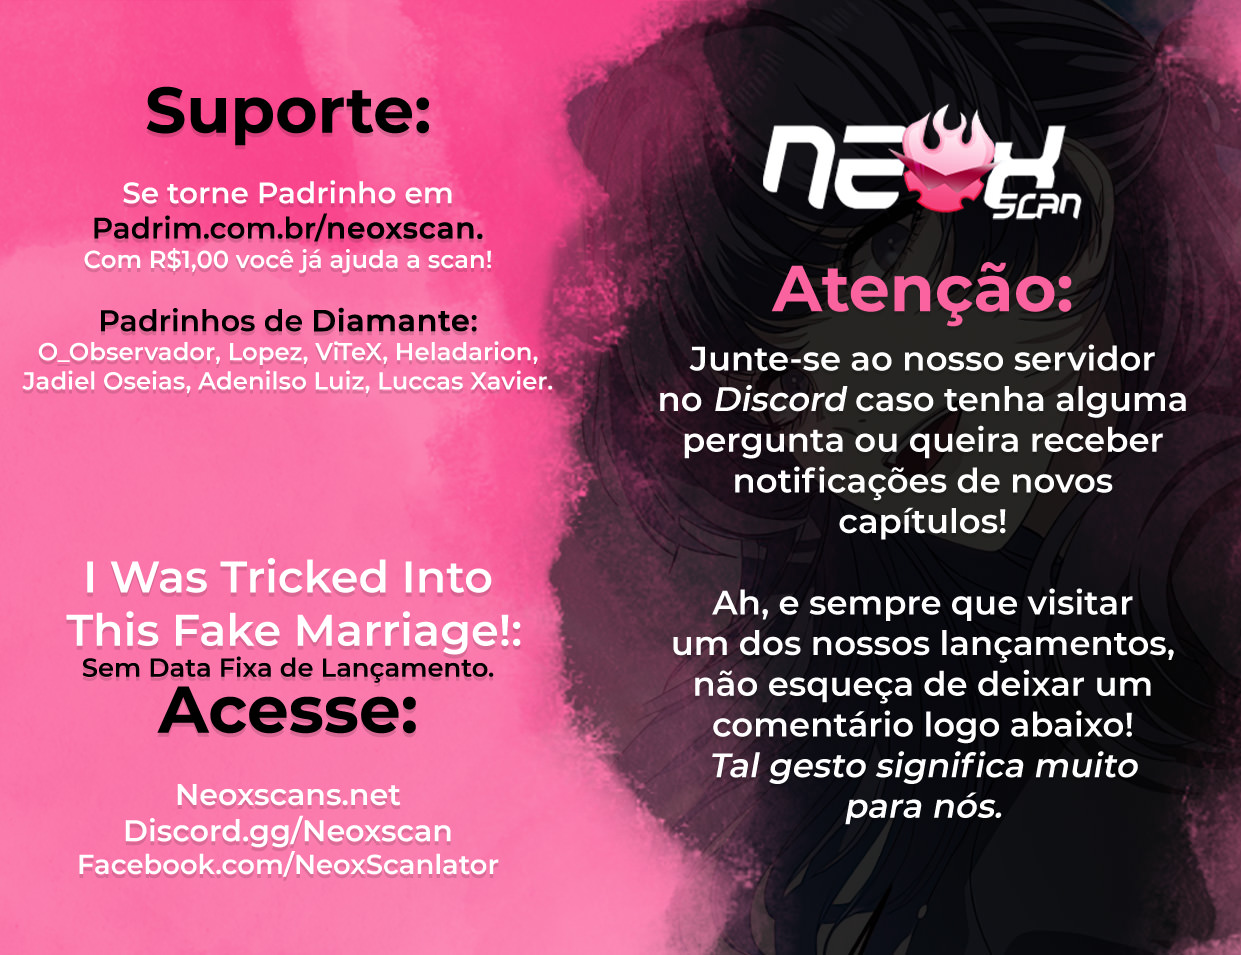 Suporte:
Se torne Padrinho em
Padrim.com.br/neoxscan.
Com R$1,00 você já ajuda a scan!
Padrinhos de Diamante:
O_Observador, Lopez, ViTeX, Heladarion,
Jadiel Oseias, Adenilso Luiz, Luccas Xavier.
I Was Tricked Into
This Fake Marriage!:
Sem Data Fixa de Lançamento.
Acesse:
Neoxscans.net
Discord.gg/Neoxscan
Facebook.com/NeoxScanlator
NEOX
SCAN
Atenção:
Junte-se ao nosso servidor
no Discord caso tenha alguma
pergunta ou queira receber
notificações de novos
capítulos!
Ah, e sempre que visitar
um dos nossos lançamentos,
não esqueça de deixar um
comentário logo abaixo!
Tal gesto significa muito
para nós.